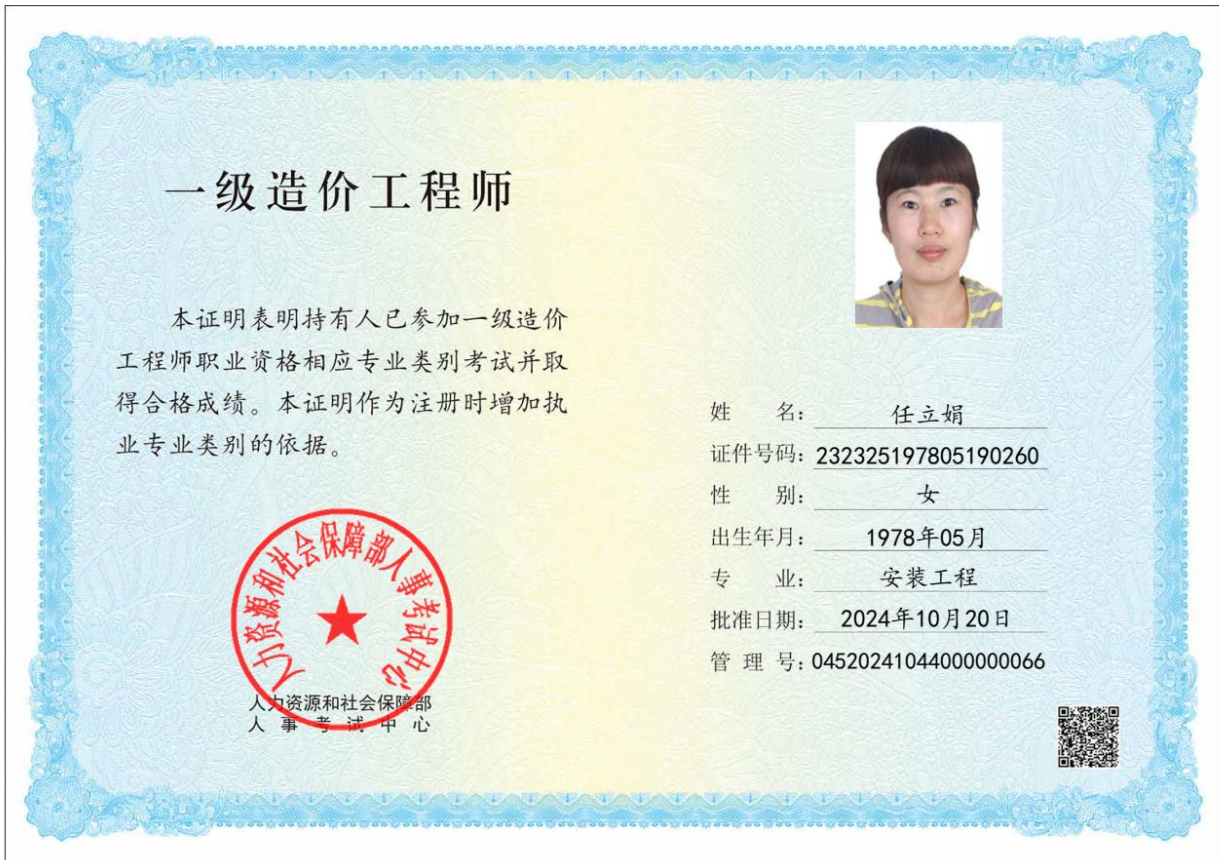 一级造价工程师
本证明表明持有人已参加一级造价
工程师职业资格相应专业类别考试并取
得合格成绩。本证明作为注册时增加执
业专业类别的依据。
人力资源和社会保障部人事考试中心
人力资源和社会保障部
人事考试中心
姓名：任立娟
证件号码：232325197805190260
性别：女
出生年月：1978年05月
专业：安装工程
批准日期：2024年10月20日
管理号：04520241044000000066